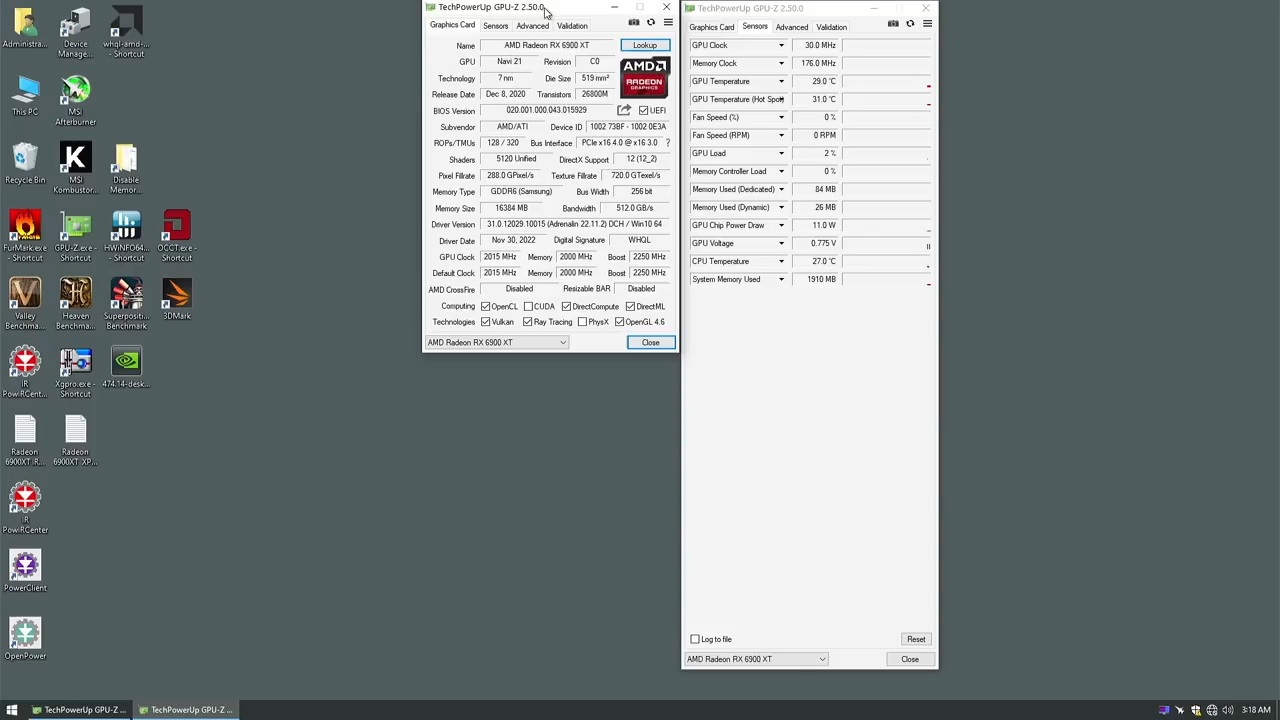 Administra...
Device
Manag...
whql-amd -
Shortcut
This PC
MSI
Afterburner
Recycle Bin
MSI
Kombustor...
Disable
Memor...
FurMark.exe
- Shortcut
GPU-Z.exe -
Shortcut
HWiNFO64...
- Shortcut
OCCT.exe -
Shortcut
Valley
Benchma...
Heaven
Benchma...
Superpositi...
Benchmark
3DMark
IR
PowIRCent...
Xgpro.exe -
Shortcut
474.14-desk...
Radeon
6900XT iR...
Radeon
6900XT XP...
IR
PowIRCenter
PowerClient
OpenPower
TechPowerUp GPU-Z 2.50.0
Graphics Card Sensors Advanced Validation
Name AMD Radeon RX 6900 XT Lookup
GPU Navi 21 Revision C0
AMD
RADEON
GRAPHICS
Technology 7 nm Die Size 519 mm²
Release Date Dec 8, 2020 Transistors 26800M
BIOS Version 020.001.000.043.015929 UEFI
Subvendor AMD/ATI Device ID 1002 73BF - 1002 0E3A
ROPs/TMUs 128 / 320 Bus Interface PCIe x16 4.0 @ x16 3.0 ?
Shaders 5120 Unified DirectX Support 12 (12_2)
Pixel Fillrate 288.0 GPixel/s Texture Fillrate 720.0 GTexel/s
Memory Type GDDR6 (Samsung) Bus Width 256 bit
Memory Size 16384 MB Bandwidth 512.0 GB/s
Driver Version 31.0.12029.10015 (Adrenalin 22.11.2) DCH / Win10 64
Driver Date Nov 30, 2022 Digital Signature WHQL
GPU Clock 2015 MHz Memory 2000 MHz Boost 2250 MHz
Default Clock 2015 MHz Memory 2000 MHz Boost 2250 MHz
AMD CrossFire Disabled Resizable BAR Disabled
Computing OpenCL CUDA DirectCompute DirectML
Technologies Vulkan Ray Tracing PhysX OpenGL 4.6
AMD Radeon RX 6900 XT Close
TechPowerUp GPU-Z 2.50.0
Graphics Card Sensors Advanced Validation
GPU Clock 30.0 MHz
Memory Clock 176.0 MHz
GPU Temperature 29.0 °C
GPU Temperature (Hot Spot) 31.0 °C
Fan Speed (%) 0 %
Fan Speed (RPM) 0 RPM
GPU Load 2 %
Memory Controller Load 0 %
Memory Used (Dedicated) 84 MB
Memory Used (Dynamic) 26 MB
GPU Chip Power Draw 11.0 W
GPU Voltage 0.775 V
CPU Temperature 27.0 °C
System Memory Used 1910 MB
Log to file Reset
AMD Radeon RX 6900 XT Close
TechPowerUp GPU-Z ... TechPowerUp GPU-Z ... 3:18 AM